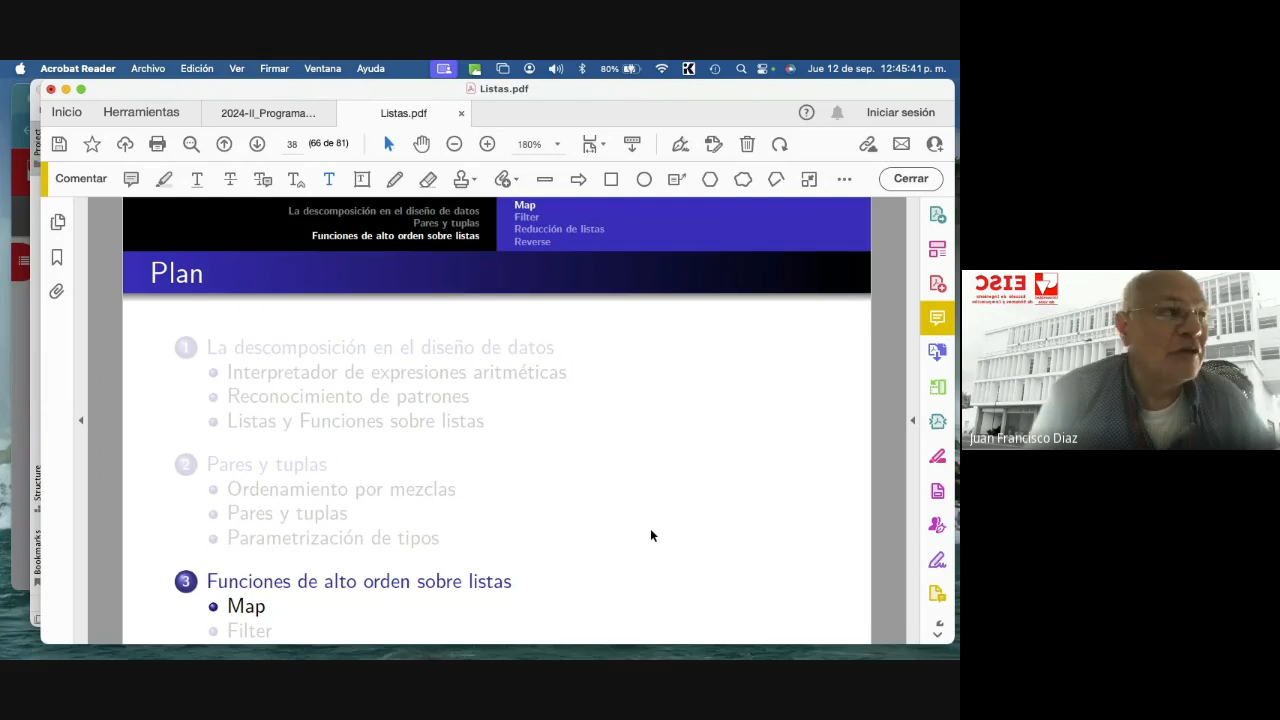 Acrobat Reader Archivo Edición Ver Firmar Ventana Ayuda 80% Jue 12 de sep. 12:45:41 p. m.
Listas.pdf
Inicio Herramientas 2024-II_Programa... Listas.pdf × ? Iniciar sesión
38 (66 de 81) 180%
Comentar Cerrar
La descomposición en el diseño de datos
Pares y tuplas
Funciones de alto orden sobre listas
Map
Filter
Reducción de listas
Reverse
Plan
1 La descomposición en el diseño de datos
Interpretador de expresiones aritméticas
Reconocimiento de patrones
Listas y Funciones sobre listas
2 Pares y tuplas
Ordenamiento por mezclas
Pares y tuplas
Parametrización de tipos
3 Funciones de alto orden sobre listas
Map
Filter
Project
Structure
Bookmarks
EISC
Juan Francisco Diaz